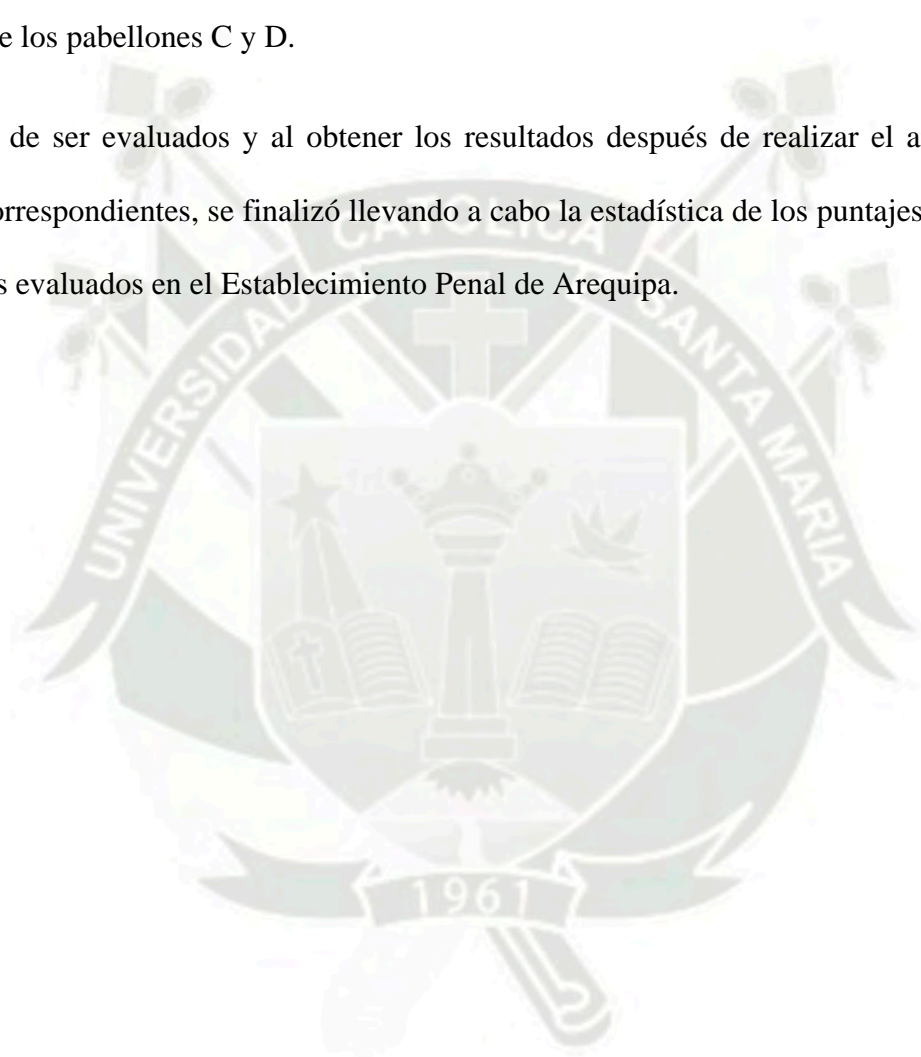 e los pabellones C y D.
de ser evaluados y al obtener los resultados después de realizar el a
orrespondientes, se finalizó llevando a cabo la estadística de los puntajes
s evaluados en el Establecimiento Penal de Arequipa.
UNIVERSIDAD CATOLICA SANTA MARIA
1961